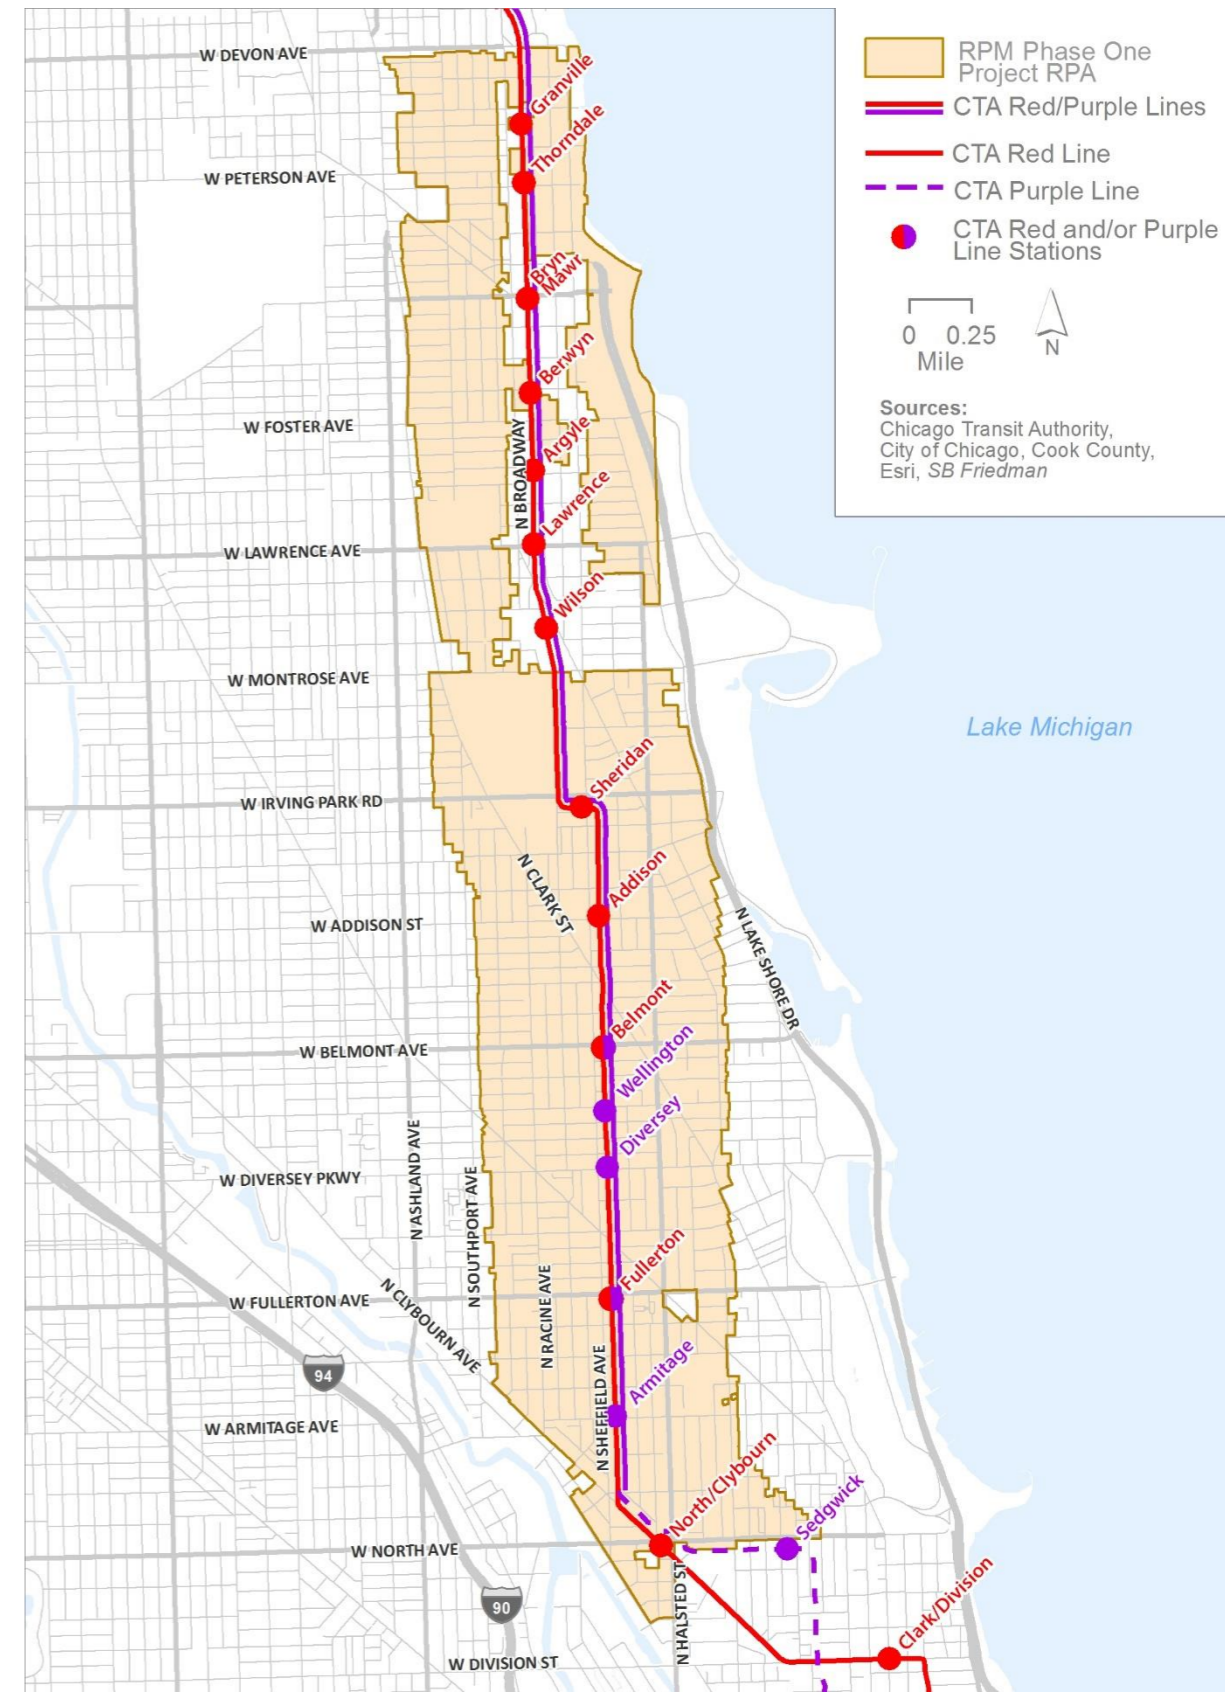 W DEVON AVE
Granville
Thorndale
W PETERSON AVE
Bryn
Mawr
Berwyn
W FOSTER AVE
N BROADWAY
Argyle
Lawrence
W LAWRENCE AVE
Wilson
W MONTROSE AVE
Sheridan
W IRVING PARK RD
N CLARK ST
Addison
W ADDISON ST
N LAKE SHORE DR
Belmont
W BELMONT AVE
Wellington
Diversey
N ASHLAND AVE
W DIVERSEY PKWY
N SOUTHPORT AVE
Fullerton
W FULLERTON AVE
N CLYBOURN AVE
N RACINE AVE
94
N SHEFFIELD AVE
Armitage
W ARMITAGE AVE
North/Clybourn
Sedgwick
W NORTH AVE
N HALSTED ST
90
Clark/Division
W DIVISION ST
Lake Michigan
RPM Phase One
Project RPA
CTA Red/Purple Lines
CTA Red Line
CTA Purple Line
CTA Red and/or Purple
Line Stations
0 0.25
Mile
N
Sources:
Chicago Transit Authority,
City of Chicago, Cook County,
Esri, SB Friedman